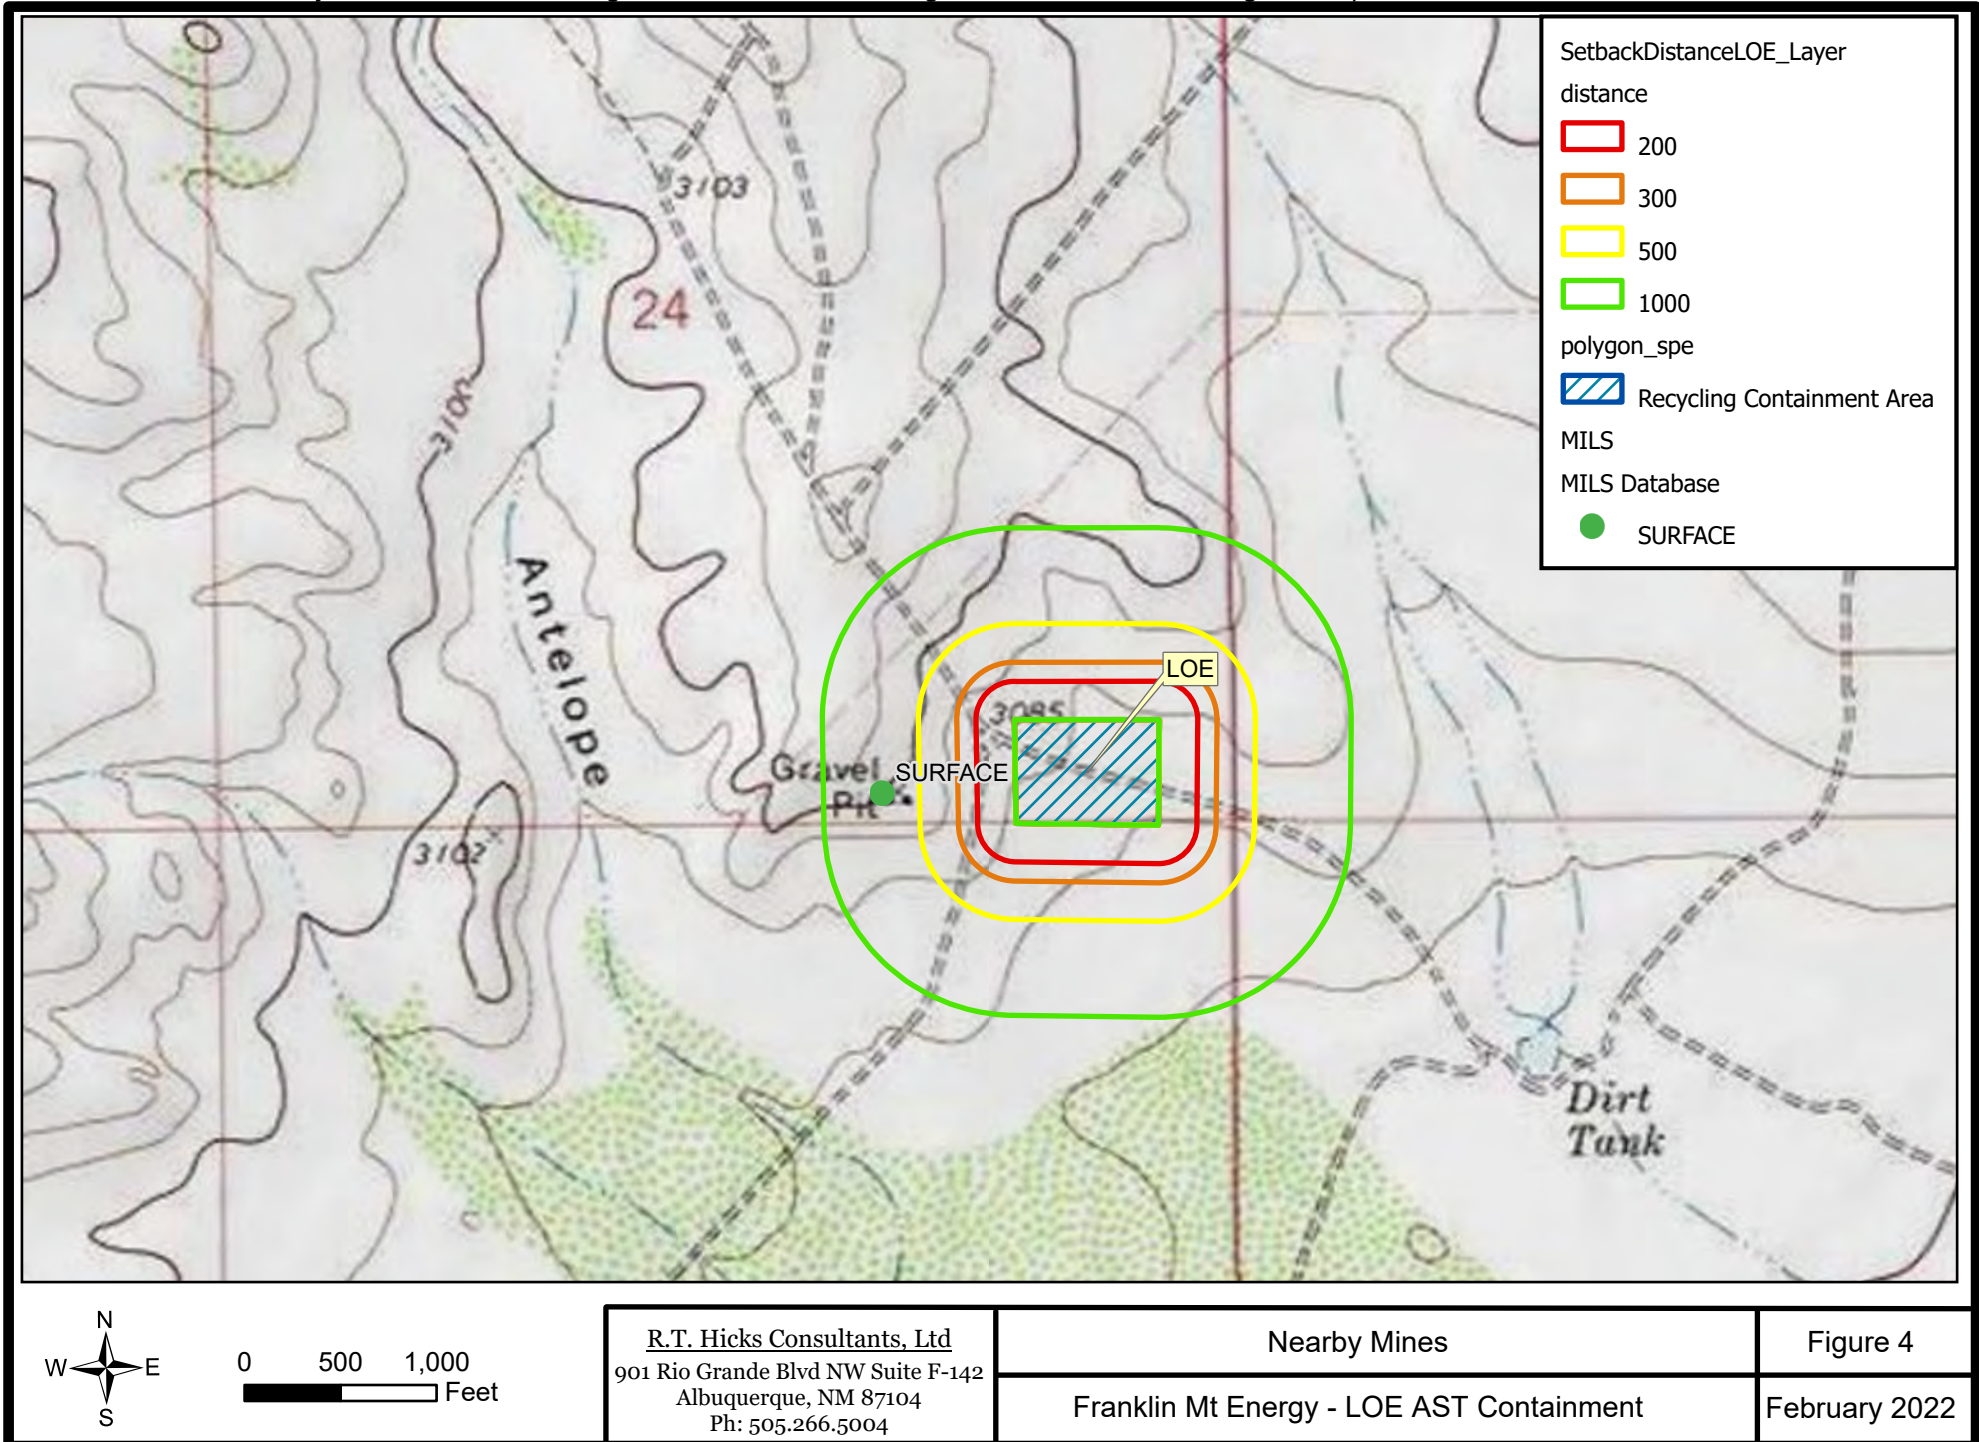 SetbackDistanceLOE_Layer
distance
200
300
500
1000
polygon_spe
Recycling Containment Area
MILS
MILS Database
SURFACE
3103
24
3100
Antelope
LOE
3085
Gravel
Pit
SURFACE
3102
Dirt
Tank
N
W
E
S
0 500 1,000
Feet
R.T. Hicks Consultants, Ltd
901 Rio Grande Blvd NW Suite F-142
Albuquerque, NM 87104
Ph: 505.266.5004
Nearby Mines
Franklin Mt Energy - LOE AST Containment
Figure 4
February 2022